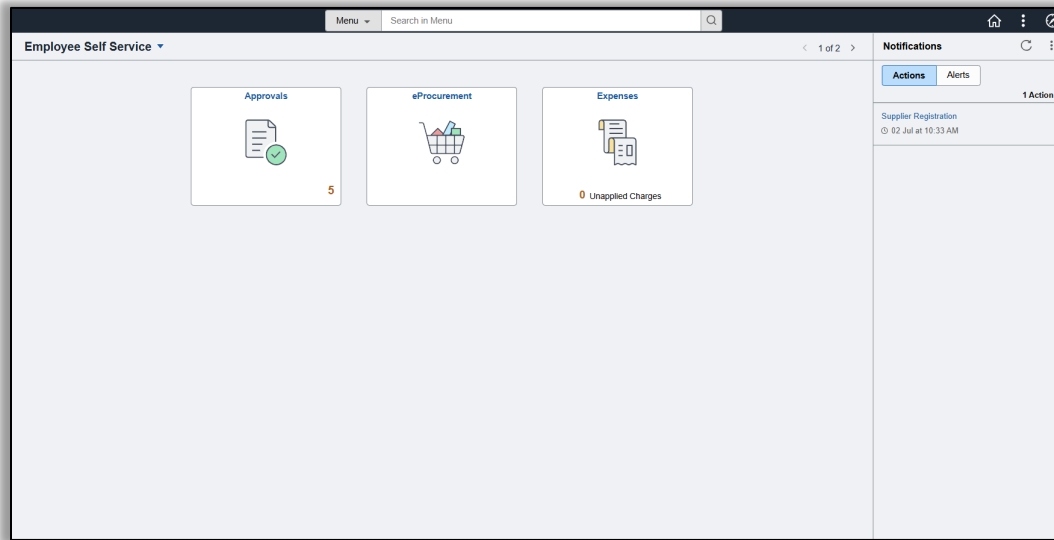 Menu
Search in Menu
Employee Self Service
1 of 2
Notifications
Actions
Alerts
1 Action
Approvals
eProcurement
Expenses
Supplier Registration
02 Jul at 10:33 AM
5
0 Unapplied Charges